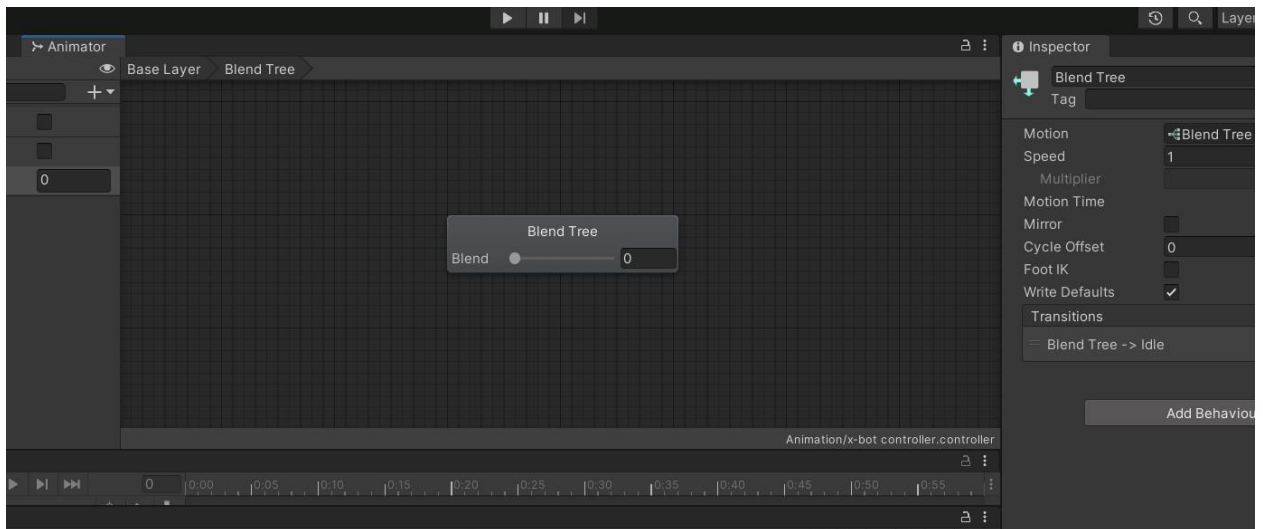 Layer
Animator
Inspector
Base Layer Blend Tree
Blend Tree
Tag
0
Motion Blend Tree
Speed 1
Multiplier
Motion Time
Mirror
Cycle Offset 0
Foot IK
Write Defaults
Transitions
Blend Tree -> Idle
Add Behaviou
Blend Tree
Blend 0
Animation/x-bot controller.controller
0 0:00 0:05 0:10 0:15 0:20 0:25 0:30 0:35 0:40 0:45 0:50 0:55